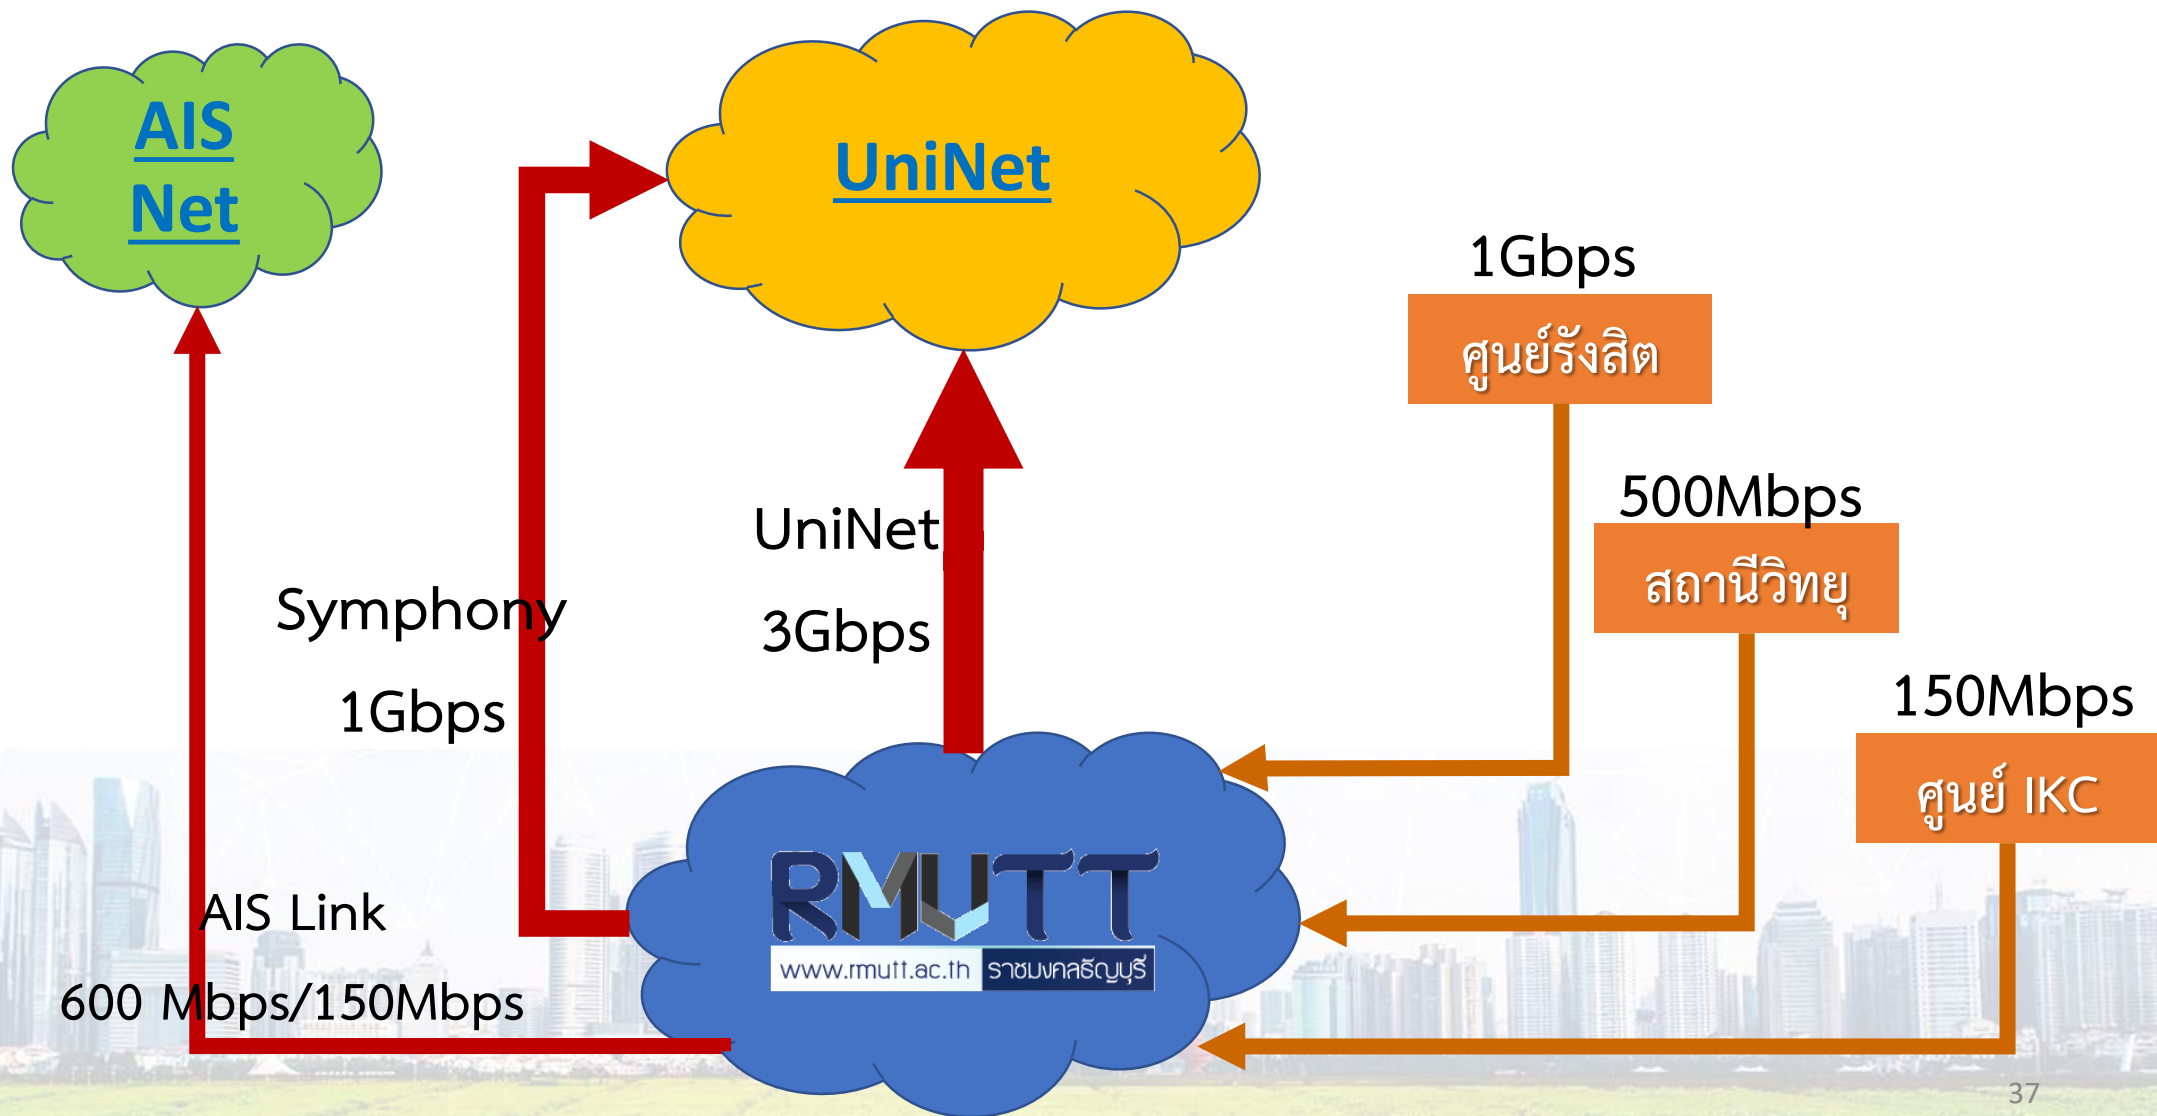 AIS
Net
UniNet
1Gbps
ศูนย์รังสิต
500Mbps
สถานีวิทยุ
UniNet
3Gbps
Symphony
1Gbps
150Mbps
ศูนย์ IKC
AIS Link
600 Mbps/150Mbps
RMUTT
www.rmutt.ac.th ราชมงคลธัญบุรี
37